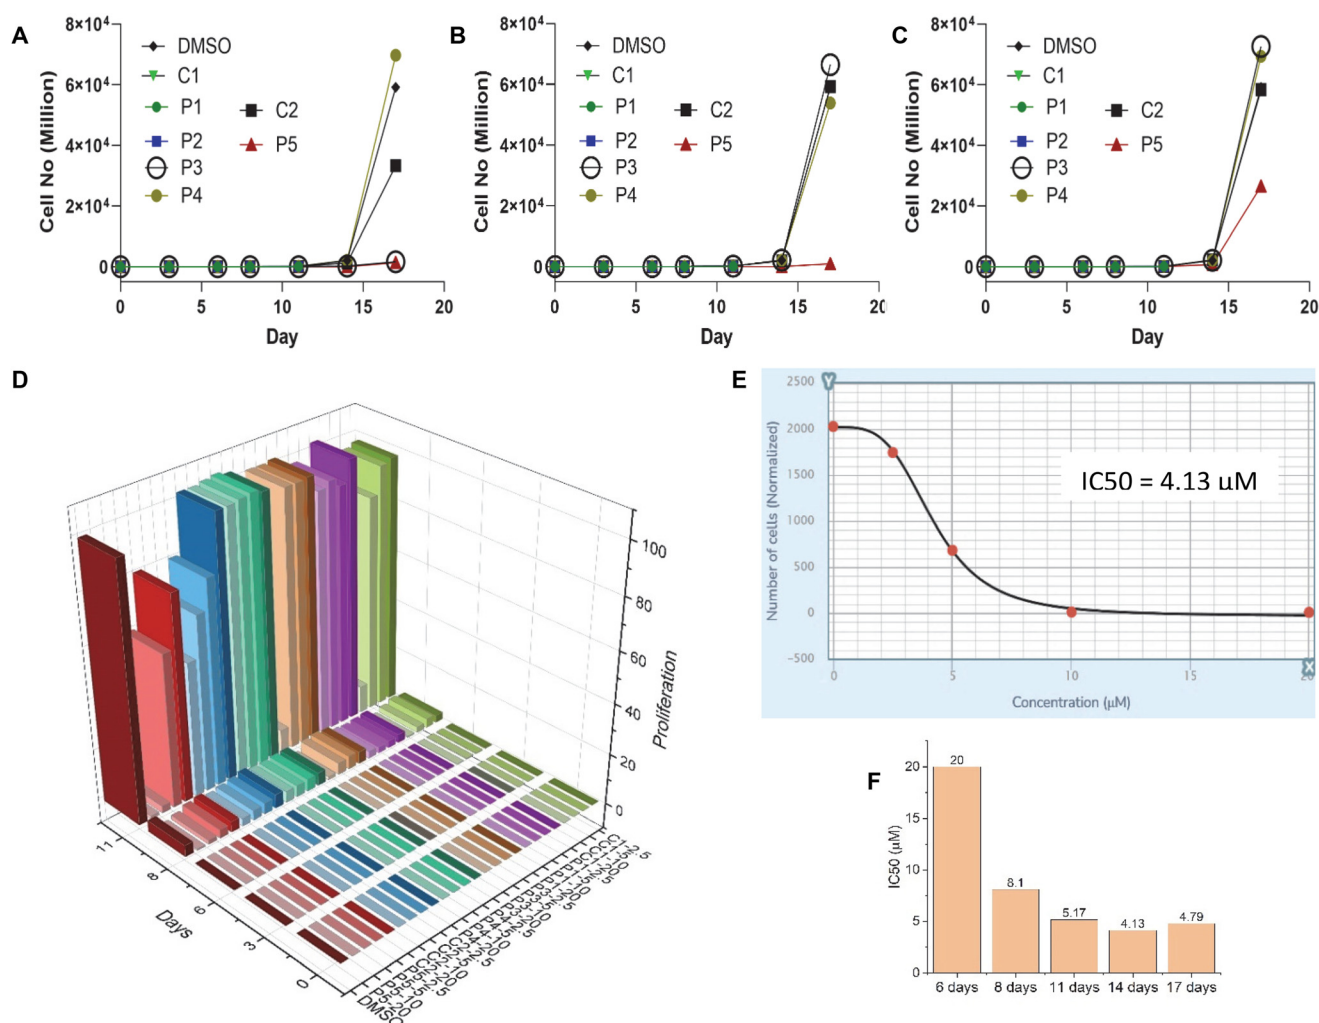 A
Cell No (Million)
8×10⁴
6×10⁴
4×10⁴
2×10⁴
0
DMSO
C1
P1
P2
P3
P4
C2
P5
0 5 10 15 20
Day
B
Cell No (Million)
8×10⁴
6×10⁴
4×10⁴
2×10⁴
0
DMSO
C1
P1
P2
P3
P4
C2
P5
0 5 10 15 20
Day
C
Cell No (Million)
8×10⁴
6×10⁴
4×10⁴
2×10⁴
0
DMSO
C1
P1
P2
P3
P4
C2
P5
0 5 10 15 20
Day
D
100
80
60
40
20
0
Proliferation
11
8
6
3
0
Days
DMSO
E
Y
2500
2000
1500
1000
500
0
-500
Number of cells (Normalized)
IC50 = 4.13 uM
X
0 5 10 15 20
Concentration (µM)
F
IC50 (µM)
20
15
10
5
0
20
8.1
5.17
4.13
4.79
6 days 8 days 11 days 14 days 17 days